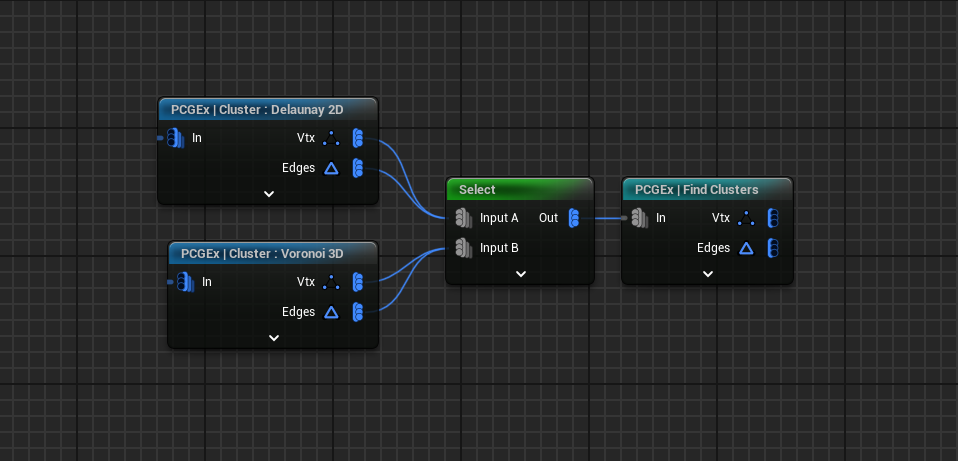 PCGEx | Cluster : Delaunay 2D
In
Vtx
Edges
PCGEx | Cluster : Voronoi 3D
In
Vtx
Edges
Select
Input A
Out
Input B
PCGEx | Find Clusters
In
Vtx
Edges